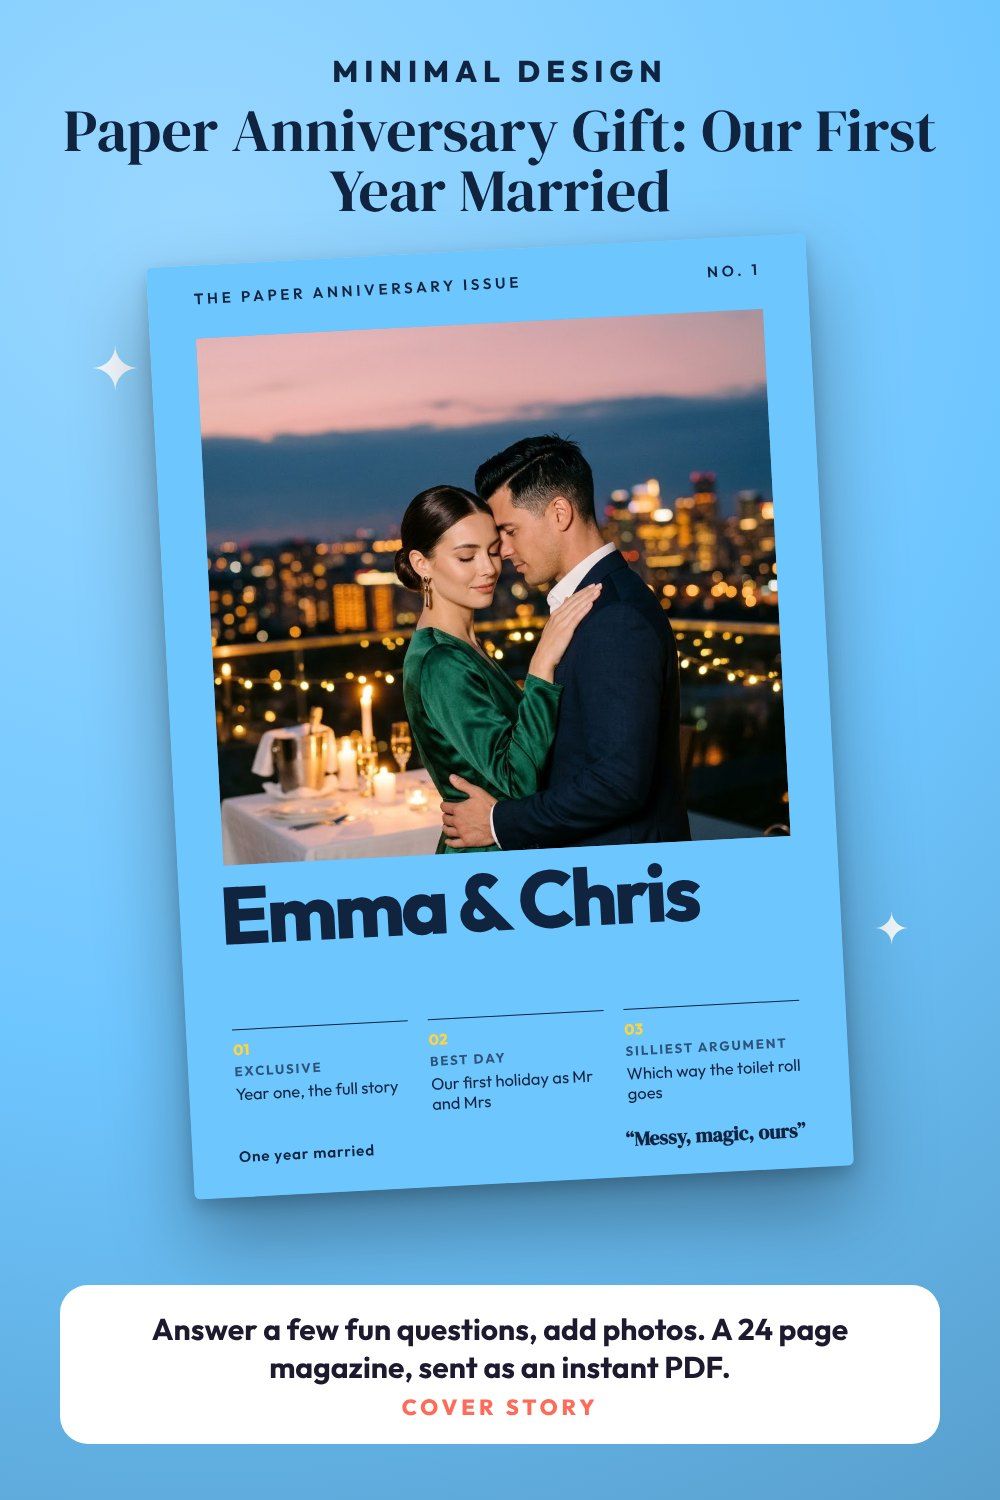 MINIMAL DESIGN
Paper Anniversary Gift: Our First
Year Married
THE PAPER ANNIVERSARY ISSUE
NO. 1
Emma & Chris
01
EXCLUSIVE
Year one, the full story
02
BEST DAY
Our first holiday as Mr
and Mrs
03
SILLIEST ARGUMENT
Which way the toilet roll
goes
One year married
“Messy, magic, ours”
Answer a few fun questions, add photos. A 24 page
magazine, sent as an instant PDF.
COVER STORY